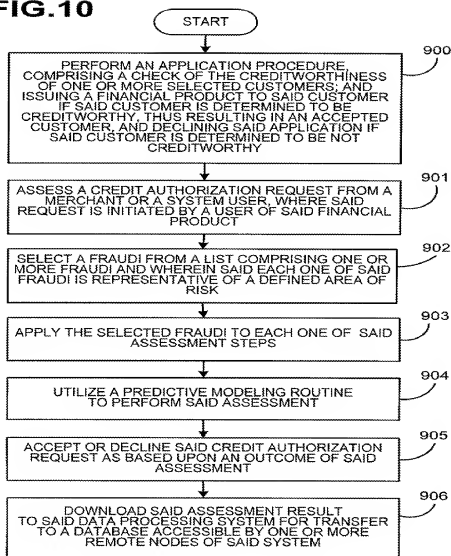 FIG.10
START
900
PERFORM AN APPLICATION PROCEDURE,
COMPRISING A CHECK OF THE CREDITWORTHINESS
OF ONE OR MORE SELECTED CUSTOMERS; AND
ISSUING A FINANCIAL PRODUCT TO SAID CUSTOMER
IF SAID CUSTOMER IS DETERMINED TO BE
CREDITWORTHY, THUS RESULTING IN AN ACCEPTED
CUSTOMER, AND DECLINING SAID APPLICATION IF
SAID CUSTOMER IS DETERMINED TO BE NOT
CREDITWORTHY
901
ASSESS A CREDIT AUTHORIZATION REQUEST FROM A
MERCHANT OR A SYSTEM USER, WHERE SAID
REQUEST IS INITIATED BY A USER OF SAID FINANCIAL
PRODUCT
902
SELECT A FRAUDI FROM A LIST COMPRISING ONE OR
MORE FRAUDI AND WHEREIN SAID EACH ONE OF SAID
FRAUDI IS REPRESENTATIVE OF A DEFINED AREA OF
RISK
903
APPLY THE SELECTED FRAUDI TO EACH ONE OF SAID
ASSESSMENT STEPS
904
UTILIZE A PREDICTIVE MODELING ROUTINE
TO PERFORM SAID ASSESSMENT
905
ACCEPT OR DECLINE SAID CREDIT AUTHORIZATION
REQUEST AS BASED UPON AN OUTCOME OF SAID
ASSESSMENT
906
DOWNLOAD SAID ASSESSMENT RESULT
TO SAID DATA PROCESSING SYSTEM FOR TRANSFER
TO A DATABASE ACCESSIBLE BY ONE OR MORE
REMOTE NODES OF SAID SYSTEM